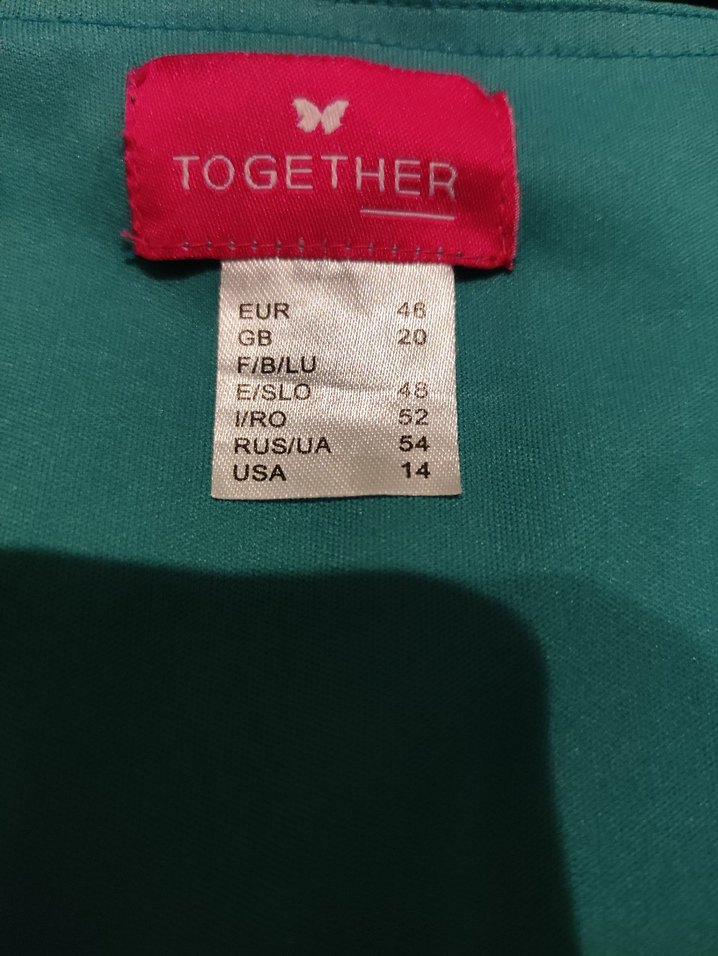 TOGETHER
EUR 46
GB 20
F/B/LU
E/SLO 48
I/RO 52
RUS/UA 54
USA 14